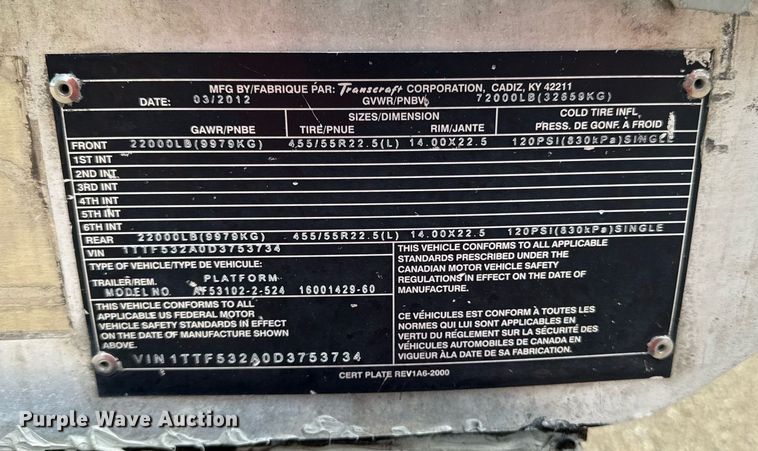 MFG BY/FABRIQUE PAR: Transcraft CORPORATION, CADIZ, KY 42211
DATE: 03/2012 GVWR/PNBV 72000LB(32659KG)
SIZES/DIMENSION COLD TIRE INFL.
GAWR/PNBE TIRE/PNUE RIM/JANTE PRESS. DE GONF. À FROID
FRONT 22000LB(9979KG) 455/55R22.5(L) 14.00X22.5 120PSI(830kPa)SINGLE
1ST INT
2ND INT
3RD INT
4TH INT
5TH INT
6TH INT
REAR 22000LB(9979KG) 455/55R22.5(L) 14.00X22.5 120PSI(830kPa)SINGLE
VIN 1TTF532A0D3753734
TYPE OF VEHICLE/TYPE DE VEHICULE:
TRAILER/REM. PLATFORM
MODEL NO AF53102-2-524 16001429-60
THIS VEHICLE CONFORMS TO ALL
APPLICABLE US FEDERAL MOTOR
VEHICLE SAFETY STANDARDS IN EFFECT
ON THE DATE OF MANUFACTURE SHOWN
ABOVE.
VIN1TTF532A0D3753734
THIS VEHICLE CONFORMS TO ALL APPLICABLE
STANDARDS PRESCRIBED UNDER THE
CANADIAN MOTOR VEHICLE SAFETY
REGULATIONS IN EFFECT ON THE DATE OF
MANUFACTURE.
CE VÉHICULES EST CONFORM À TOUTES LES
NORMES QUI LUI SONT APPLICABLES EN
VERTU DU RÉGLEMENT SUR LA SÉCURITÉ DES
VÉHICULES AUTOMOBILES DE CANADA EN
VIGUEUR À LA DATE DE SA FABRICATION.
CERT PLATE REV1A6-2000
Purple Wave Auction